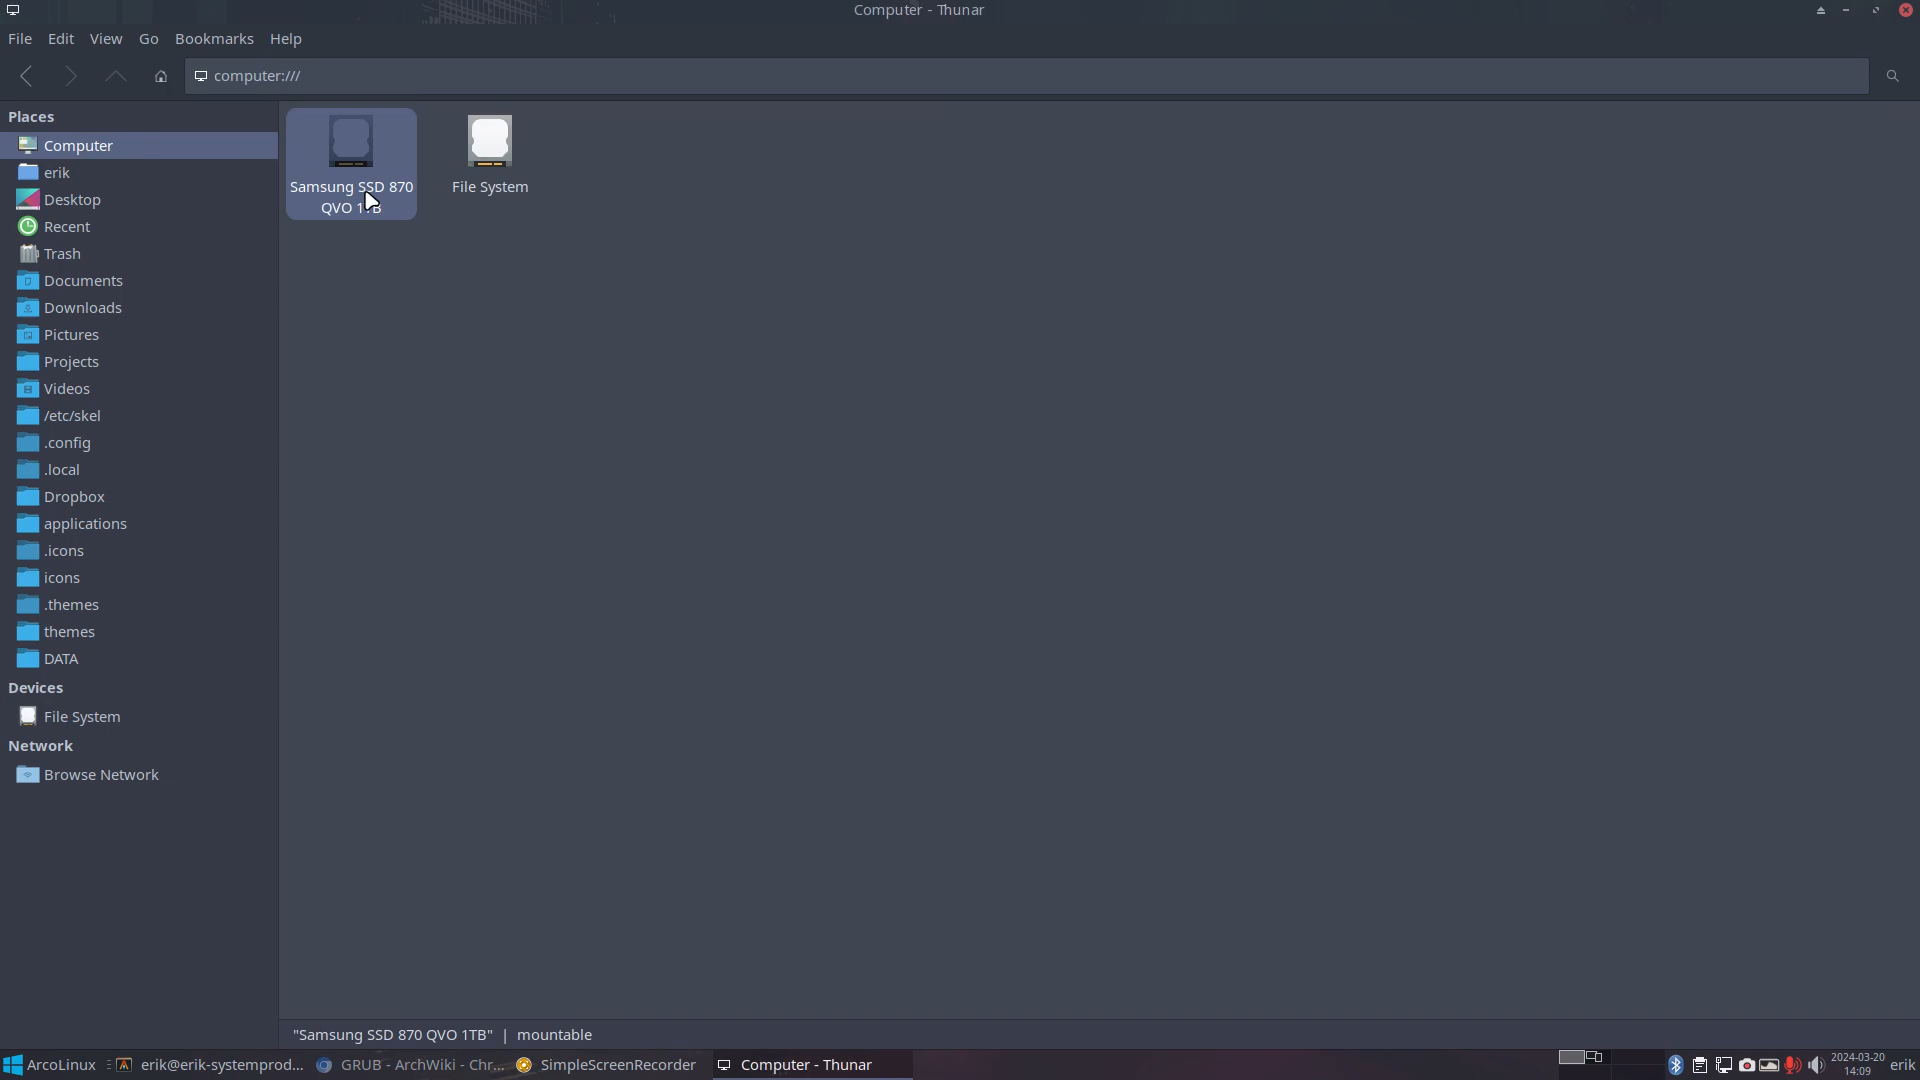 Computer - Thunar
File Edit View Go Bookmarks Help
computer:///
Places
Computer
erik
Desktop
Recent
Trash
Documents
Downloads
Pictures
Projects
Videos
/etc/skel
.config
.local
Dropbox
applications
.icons
icons
.themes
themes
DATA
Devices
File System
Network
Browse Network
Samsung SSD 870
QVO 1TB
File System
"Samsung SSD 870 QVO 1TB" | mountable
ArcoLinux
erik@erik-systemprod...
GRUB - ArchWiki - Chr...
SimpleScreenRecorder
Computer - Thunar
2024-03-20
14:09
erik